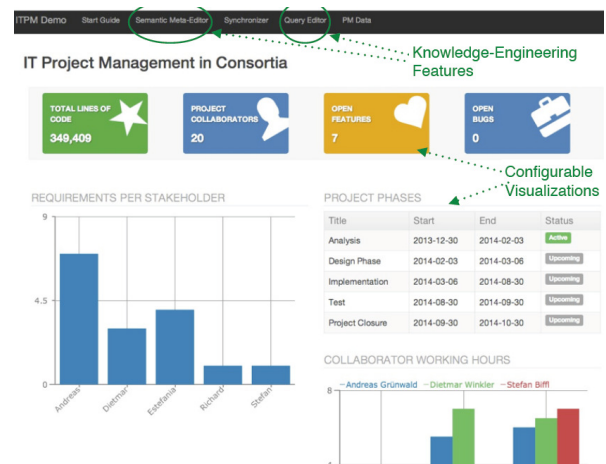 ITPM Demo Start Guide Semantic Meta-Editor Synchronizer Query Editor PM Data
Knowledge-Engineering
Features
IT Project Management in Consortia
TOTAL LINES OF
CODE
349,409
PROJECT
COLLABORATORS
20
OPEN
FEATURES
7
OPEN
BUGS
0
Configurable
Visualizations
REQUIREMENTS PER STAKEHOLDER
9
4.5
0
Andreas
Dietmar
Estefania
Richard
Stefan
PROJECT PHASES
Title Start End Status
Analysis 2013-12-30 2014-02-03 Active
Design Phase 2014-02-03 2014-03-06 Upcoming
Implementation 2014-03-06 2014-08-30 Upcoming
Test 2014-08-30 2014-09-30 Upcoming
Project Closure 2014-09-30 2014-10-30 Upcoming
COLLABORATOR WORKING HOURS
Andreas Grünwald Dietmar Winkler Stefan Biffl
8